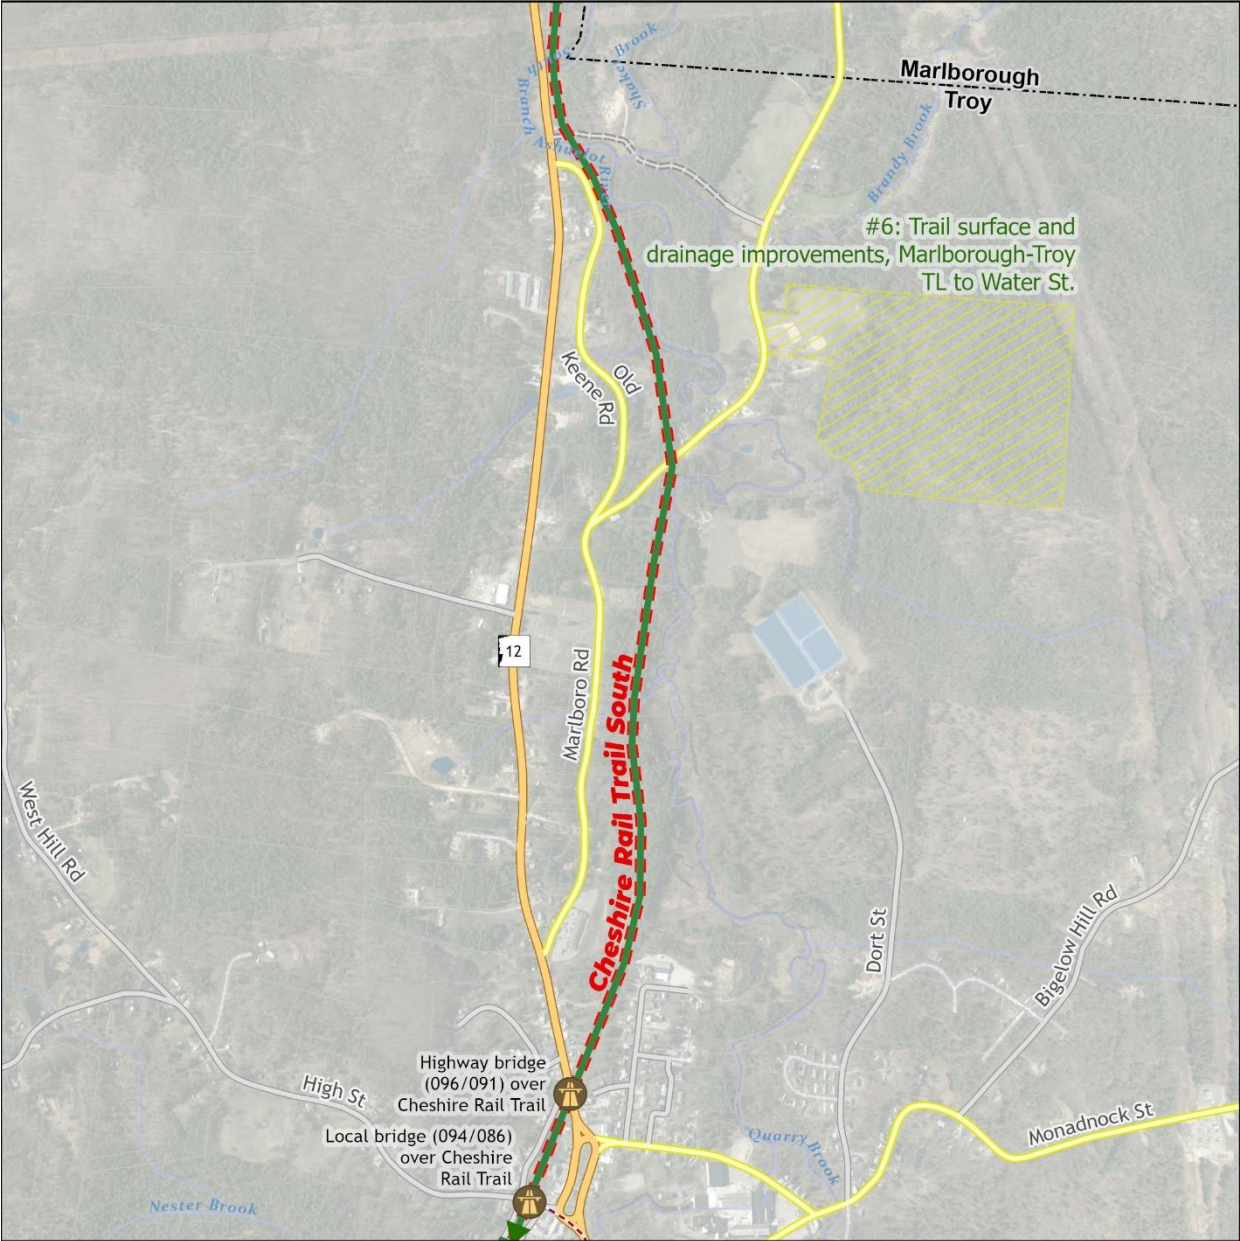 Marlborough
Troy
South
Branch Ashuelot
River
Shaker
Brook
Brandy Brook
#6: Trail surface and
drainage improvements, Marlborough-Troy
TL to Water St.
Old
Keene Rd
12
Marlboro Rd
Cheshire Rail Trail South
West Hill Rd
Dort St
Bigelow Hill Rd
Highway bridge
(096/091) over
Cheshire Rail Trail
High St
Local bridge (094/086)
over Cheshire
Rail Trail
Monadnock St
Quarry Brook
Nester Brook